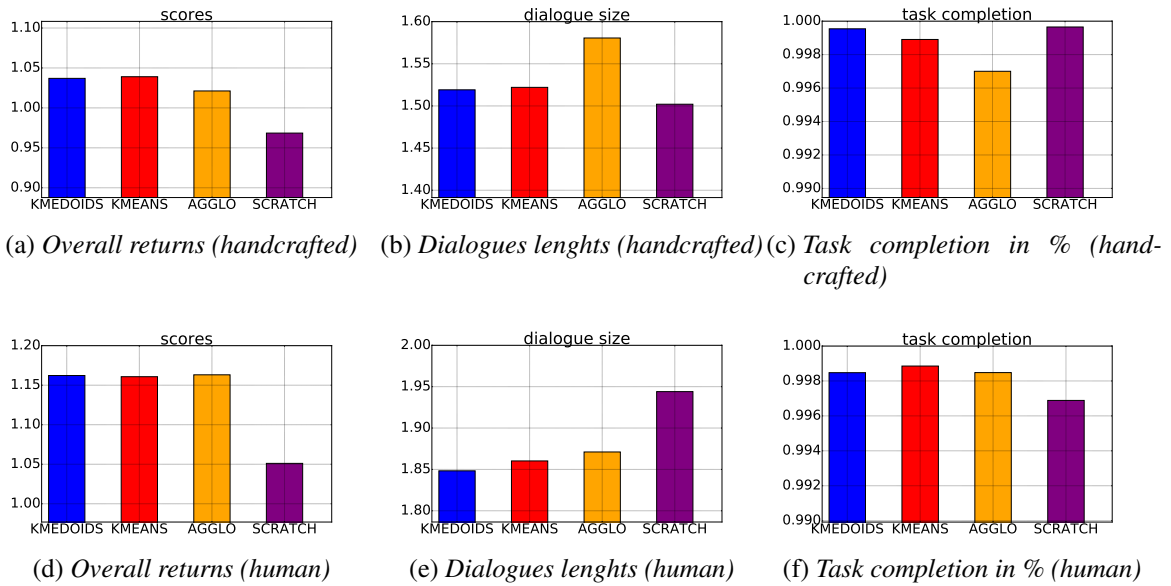 scores
1.10
1.05
1.00
0.95
0.90
KMEDOIDS KMEANS AGGLO SCRATCH
(a) Overall returns (handcrafted)
dialogue size
1.60
1.55
1.50
1.45
1.40
KMEDOIDS KMEANS AGGLO SCRATCH
(b) Dialogues lenghts (handcrafted)
task completion
1.000
0.998
0.996
0.994
0.992
0.990
KMEDOIDS KMEANS AGGLO SCRATCH
(c) Task completion in % (hand-
crafted)
scores
1.20
1.15
1.10
1.05
1.00
KMEDOIDS KMEANS AGGLO SCRATCH
(d) Overall returns (human)
dialogue size
2.00
1.95
1.90
1.85
1.80
KMEDOIDS KMEANS AGGLO SCRATCH
(e) Dialogues lenghts (human)
task completion
1.000
0.998
0.996
0.994
0.992
0.990
KMEDOIDS KMEANS AGGLO SCRATCH
(f) Task completion in % (human)